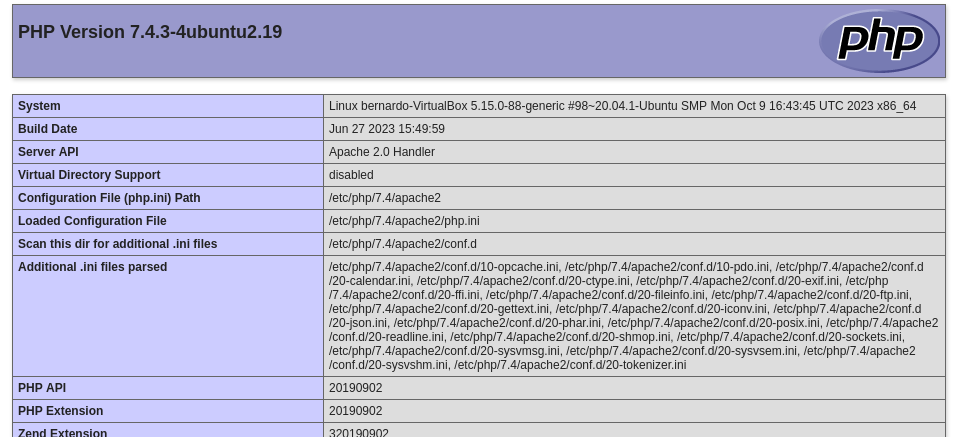 PHP Version 7.4.3-4ubuntu2.19
php
System Linux bernardo-VirtualBox 5.15.0-88-generic #98~20.04.1-Ubuntu SMP Mon Oct 9 16:43:45 UTC 2023 x86_64
Build Date Jun 27 2023 15:49:59
Server API Apache 2.0 Handler
Virtual Directory Support disabled
Configuration File (php.ini) Path /etc/php/7.4/apache2
Loaded Configuration File /etc/php/7.4/apache2/php.ini
Scan this dir for additional .ini files /etc/php/7.4/apache2/conf.d
Additional .ini files parsed /etc/php/7.4/apache2/conf.d/10-opcache.ini, /etc/php/7.4/apache2/conf.d/10-pdo.ini, /etc/php/7.4/apache2/conf.d
/20-calendar.ini, /etc/php/7.4/apache2/conf.d/20-ctype.ini, /etc/php/7.4/apache2/conf.d/20-exif.ini, /etc/php
/7.4/apache2/conf.d/20-ffi.ini, /etc/php/7.4/apache2/conf.d/20-fileinfo.ini, /etc/php/7.4/apache2/conf.d/20-ftp.ini,
/etc/php/7.4/apache2/conf.d/20-gettext.ini, /etc/php/7.4/apache2/conf.d/20-iconv.ini, /etc/php/7.4/apache2/conf.d
/20-json.ini, /etc/php/7.4/apache2/conf.d/20-phar.ini, /etc/php/7.4/apache2/conf.d/20-posix.ini, /etc/php/7.4/apache2
/conf.d/20-readline.ini, /etc/php/7.4/apache2/conf.d/20-shmop.ini, /etc/php/7.4/apache2/conf.d/20-sockets.ini,
/etc/php/7.4/apache2/conf.d/20-sysvmsg.ini, /etc/php/7.4/apache2/conf.d/20-sysvsem.ini, /etc/php/7.4/apache2
/conf.d/20-sysvshm.ini, /etc/php/7.4/apache2/conf.d/20-tokenizer.ini
PHP API 20190902
PHP Extension 20190902
Zend Extension 320190902